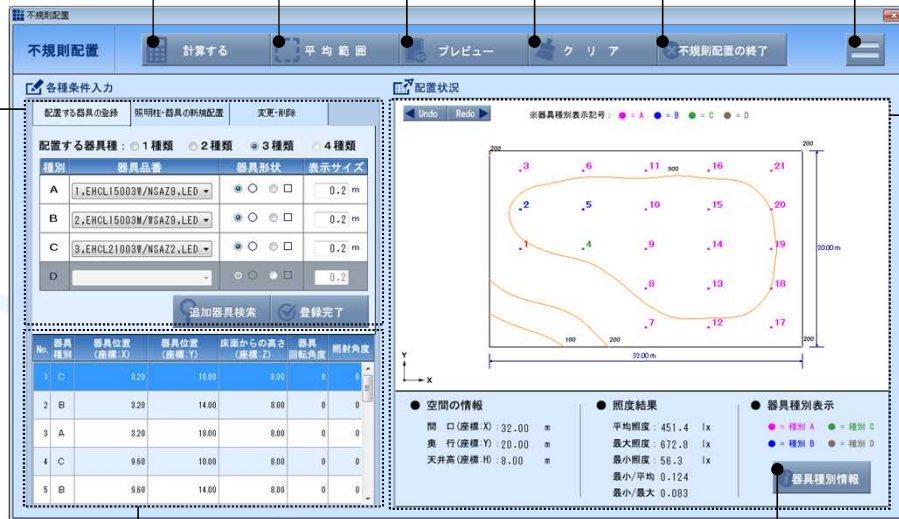 不規則配置
不規則配置
計算する
平均範囲
プレビュー
クリア
不規則配置の終了
各種条件入力
配置する器具の登録 照明柱・器具の新規配置 変更・削除
配置する器具種： 1種類 2種類 3種類 4種類
種別 器具品番 器具形状 表示サイズ
A 1,EHCL15003W/NSAZ9,LED 0.2 m
B 2,EHCL15003W/WSAZ9,LED 0.2 m
C 3,EHCL21003W/NSAZ2,LED 0.2 m
D 0.2
追加器具検索 登録完了
No. 器具種別 器具位置(座標:X) 器具位置(座標:Y) 床面からの高さ(座標:Z) 器具回転角度 照射角度
1 C 3.20 10.00 8.00 0 0
2 B 3.20 14.00 8.00 0 0
3 A 3.20 18.00 8.00 0 0
4 C 9.60 10.00 8.00 0 0
5 B 9.60 14.00 8.00 0 0
配置状況
Undo Redo
※器具種別表示記号： = A = B = C = D
200 200
3 6 11 500 16 21
2 5 10 15 20
1 4 9 14 19
20.00 m
8 13 18
7 12 17
100 200 200
32.00 m
Y
X
空間の情報
間 口(座標:X) : 32.00 m
奥 行(座標:Y) : 20.00 m
天井高(座標:H) : 8.00 m
照度結果
平均照度 : 451.4 lx
最大照度 : 672.8 lx
最小照度 : 56.3 lx
最小/平均 0.124
最小/最大 0.083
器具種別表示
= 種別 A = 種別 C
= 種別 B = 種別 D
器具種別情報